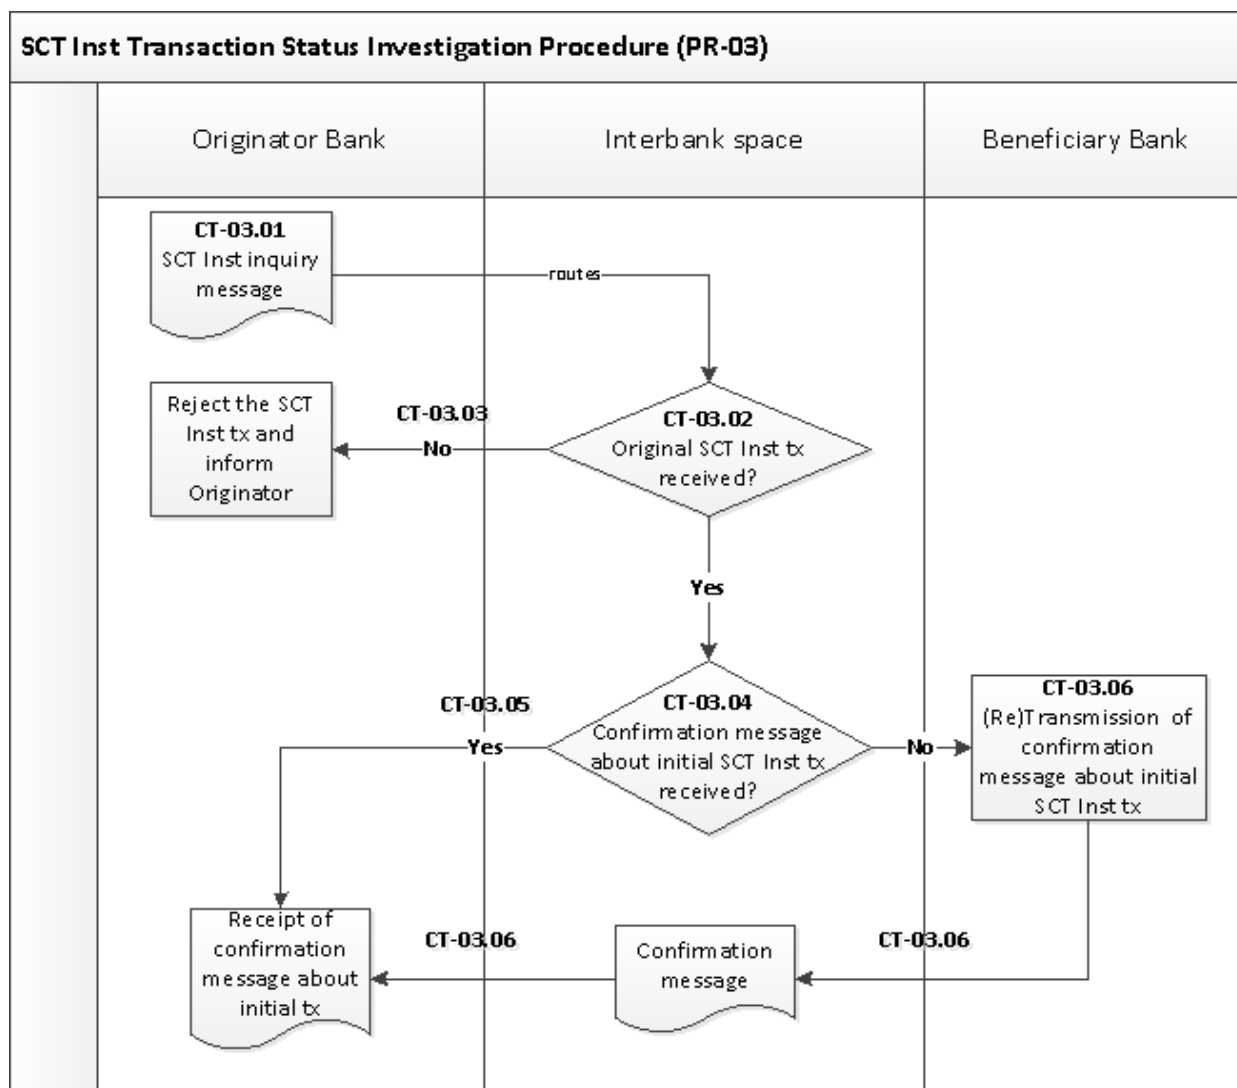 SCT Inst Transaction Status Investigation Procedure (PR-03)
Originator Bank
Interbank space
Beneficiary Bank
CT-03.01
SCT Inst inquiry
message
routes
Reject the SCT
Inst tx and
inform
Originator
CT-03.03
No
CT-03.02
Original SCT Inst tx
received?
Yes
CT-03.05
Yes
CT-03.04
Confirmation message
about initial SCT Inst tx
received?
No
CT-03.06
(Re)Transmission of
confirmation
message about initial
SCT Inst tx
Receipt of
confirmation
message about
initial tx
CT-03.06
Confirmation
message
CT-03.06